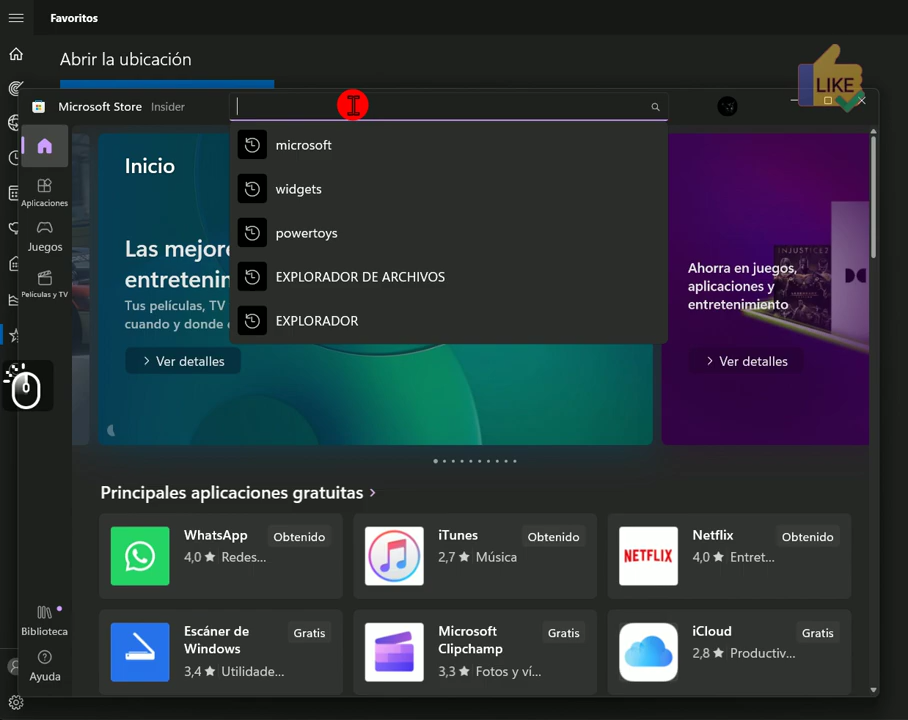 Favoritos
Abrir la ubicación
LIKE
Microsoft Store Insider
microsoft
widgets
powertoys
EXPLORADOR DE ARCHIVOS
EXPLORADOR
Aplicaciones
Juegos
Películas y TV
Inicio
Las mejore
entretenin
Tus películas, TV
cuando y donde
Ver detalles
Ahora en juegos,
aplicaciones y
entretenimiento
INJUSTICE2
Ver detalles
Principales aplicaciones gratuitas
WhatsApp
Obtenido
4,0 ★ Redes...
iTunes
Obtenido
2,7 ★ Música
NETFLIX
Netflix
Obtenido
4,0 ★ Entret...
Escáner de
Windows
Gratis
3,4 ★ Utilidade...
Microsoft
Clipchamp
Gratis
3,3 ★ Fotos y ví...
iCloud
Gratis
2,8 ★ Productiv...
Biblioteca
Ayuda